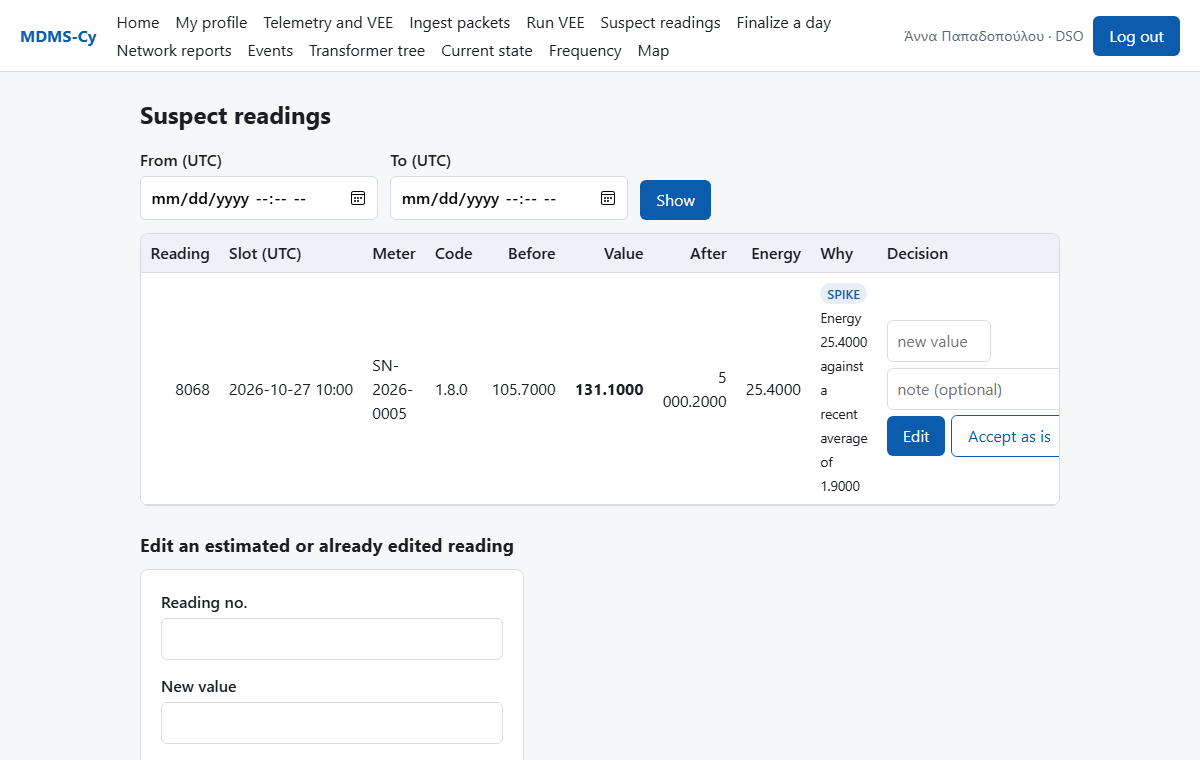 MDMS-Cy
Home My profile Telemetry and VEE Ingest packets Run VEE Suspect readings Finalize a day
Network reports Events Transformer tree Current state Frequency Map
Άννα Παπαδοπούλου · DSO
Log out
Suspect readings
From (UTC) To (UTC)
mm/dd/yyyy --:-- -- mm/dd/yyyy --:-- -- Show
Reading Slot (UTC) Meter Code Before Value After Energy Why Decision
8068 2026-10-27 10:00 SN-2026-0005 1.8.0 105.7000 131.1000 5 000.2000 25.4000
SPIKE
Energy
25.4000
against
a
recent
average
of
1.9000
new value
note (optional)
Edit Accept as is
Edit an estimated or already edited reading
Reading no.
New value